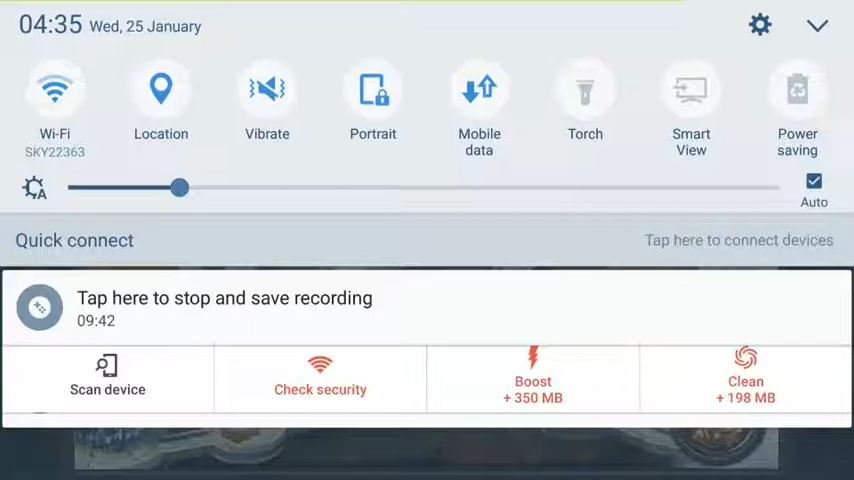 04:35 Wed, 25 January
Wi-Fi
SKY22363
Location
Vibrate
Portrait
Mobile
data
Torch
Smart
View
Power
saving
A
Auto
Quick connect
Tap here to connect devices
Tap here to stop and save recording
09:42
Scan device
Check security
Boost
+ 350 MB
Clean
+ 198 MB